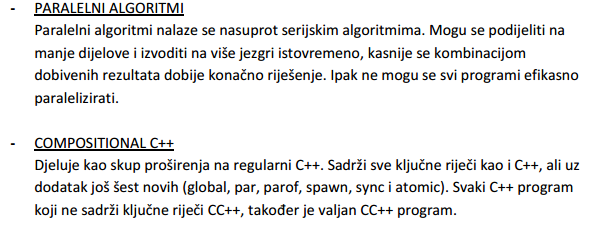 - PARALELNI ALGORITMI
Paralelni algoritmi nalaze se nasuprot serijskim algoritmima. Mogu se podijeliti na
manje dijelove i izvoditi na više jezgri istovremeno, kasnije se kombinacijom
dobivenih rezultata dobije konačno riješenje. Ipak ne mogu se svi programi efikasno
paralelizirati.
- COMPOSITIONAL C++
Djeluje kao skup proširenja na regularni C++. Sadrži sve ključne riječi kao i C++, ali uz
dodatak još šest novih (global, par, parof, spawn, sync i atomic). Svaki C++ program
koji ne sadrži ključne riječi CC++, također je valjan CC++ program.